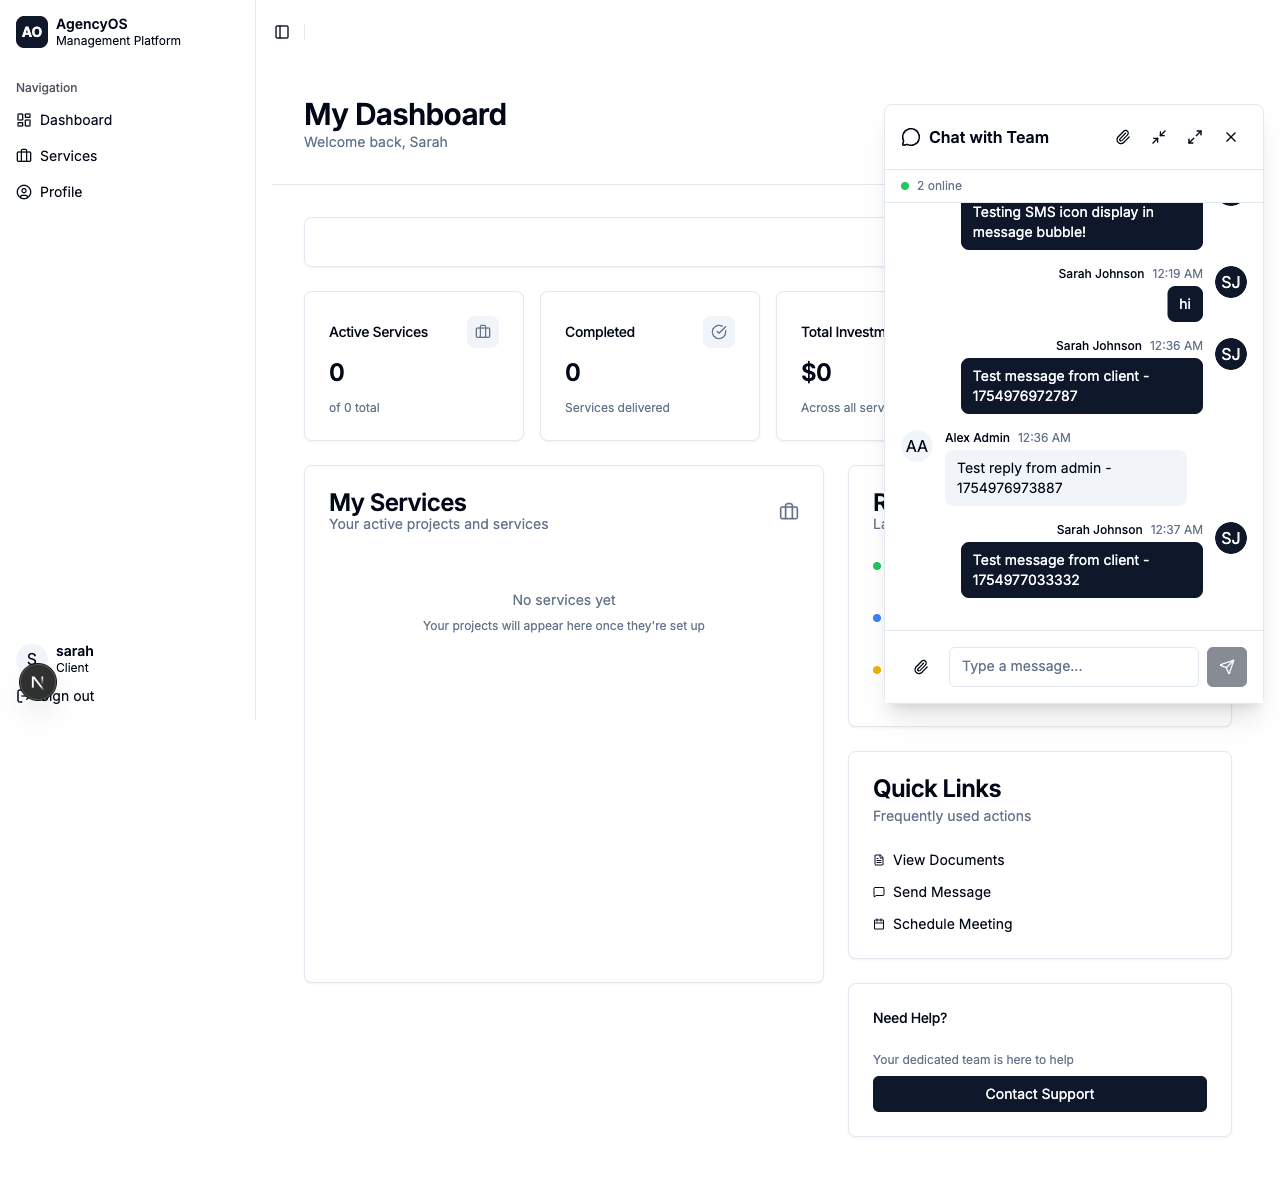 AO
AgencyOS
Management Platform
Navigation
Dashboard
Services
Profile
S
sarah
Client
N
ign out
My Dashboard
Welcome back, Sarah
Active Services
0
of 0 total
Completed
0
Services delivered
Total Investm
$0
Across all serv
My Services
Your active projects and services
No services yet
Your projects will appear here once they're set up
R
La
Quick Links
Frequently used actions
View Documents
Send Message
Schedule Meeting
Need Help?
Your dedicated team is here to help
Contact Support
Chat with Team
2 online
Testing SMS icon display in
message bubble!
Sarah Johnson 12:19 AM
SJ
hi
Sarah Johnson 12:36 AM
SJ
Test message from client -
1754976972787
AA
Alex Admin 12:36 AM
Test reply from admin -
1754976973887
Sarah Johnson 12:37 AM
SJ
Test message from client -
1754977033332
Type a message...